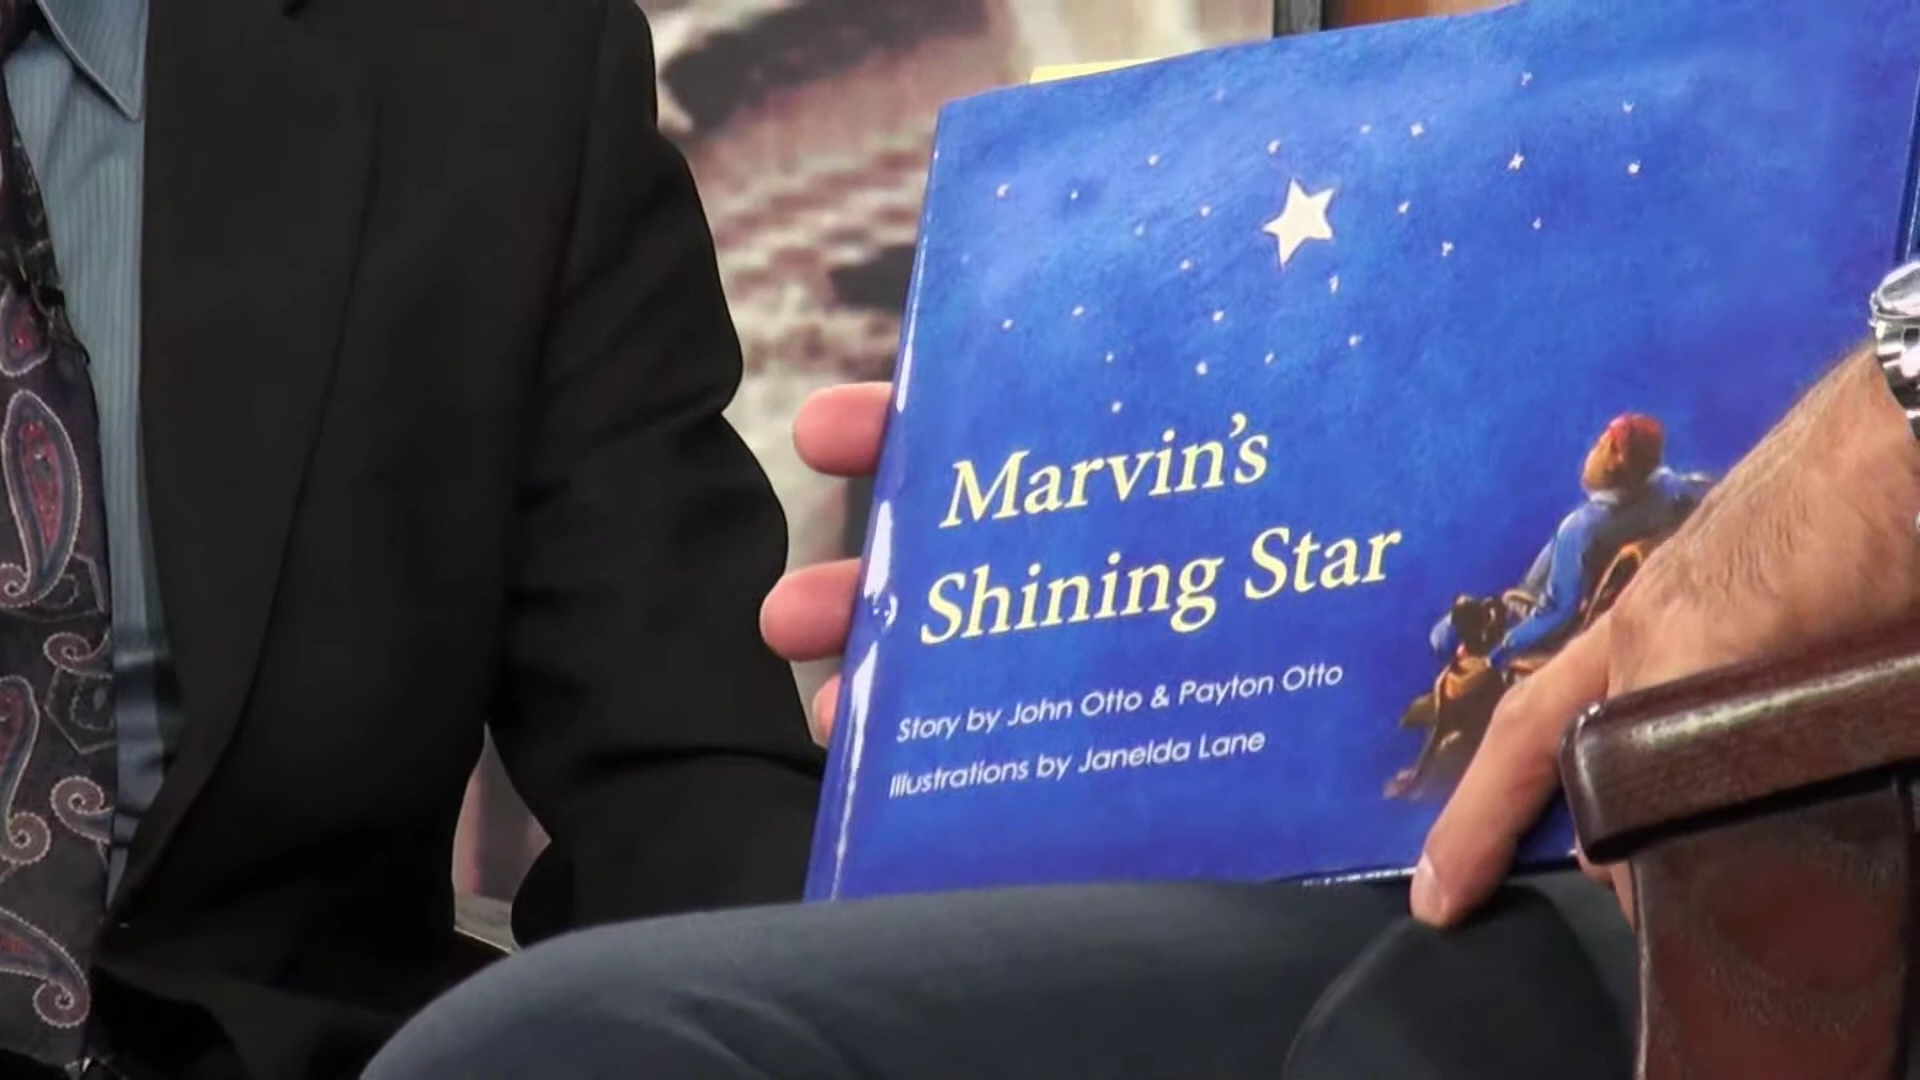 Marvin's
Shining Star
Story by John Otto & Payton Otto
Illustrations by Janelda Lane